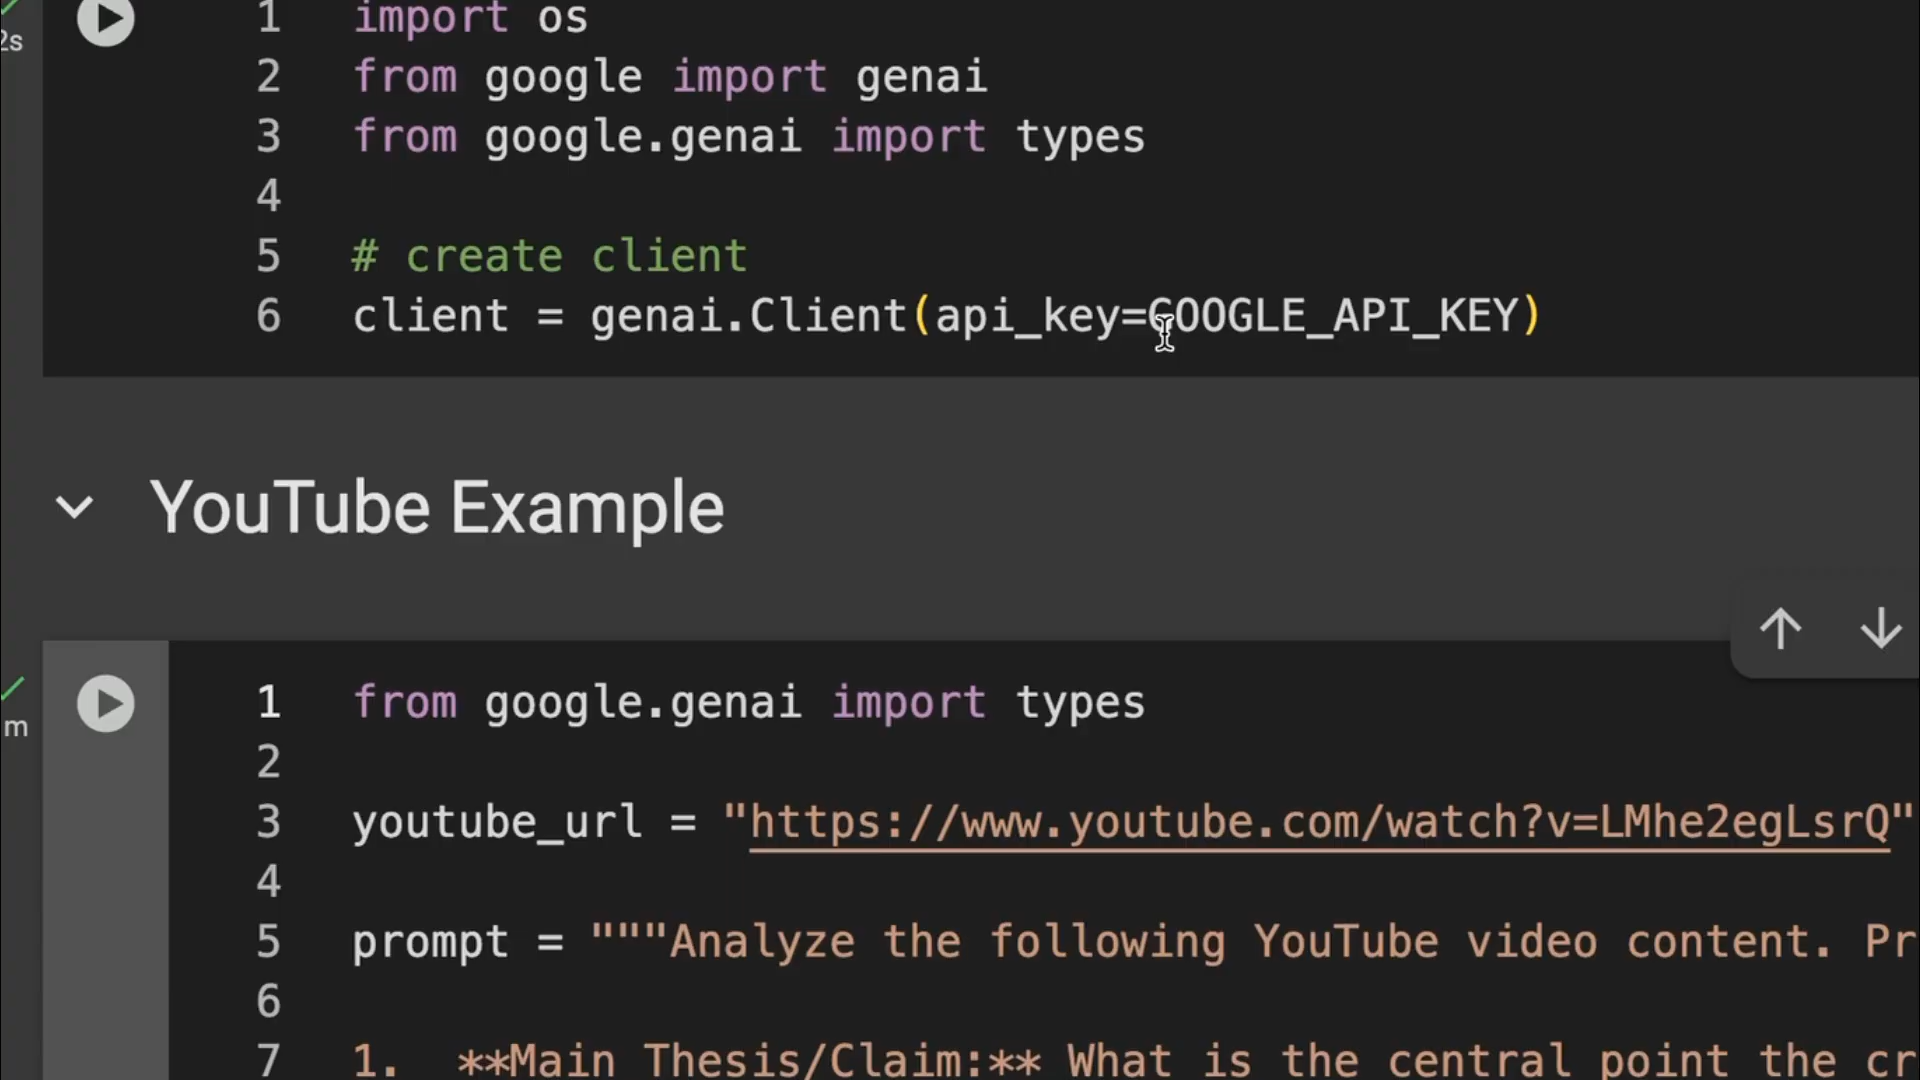 2s
1 import os
2 from google import genai
3 from google.genai import types
4
5 # create client
6 client = genai.Client(api_key=GOOGLE_API_KEY)
YouTube Example
m
1 from google.genai import types
2
3 youtube_url = "https://www.youtube.com/watch?v=LMhe2egLsrQ"
4
5 prompt = """Analyze the following YouTube video content. Pr
6
7 1.  **Main Thesis/Claim:** What is the central point the cr